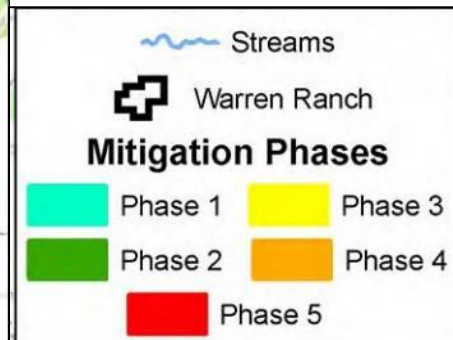 Streams
Warren Ranch
Mitigation Phases
Phase 1 Phase 3
Phase 2 Phase 4
Phase 5